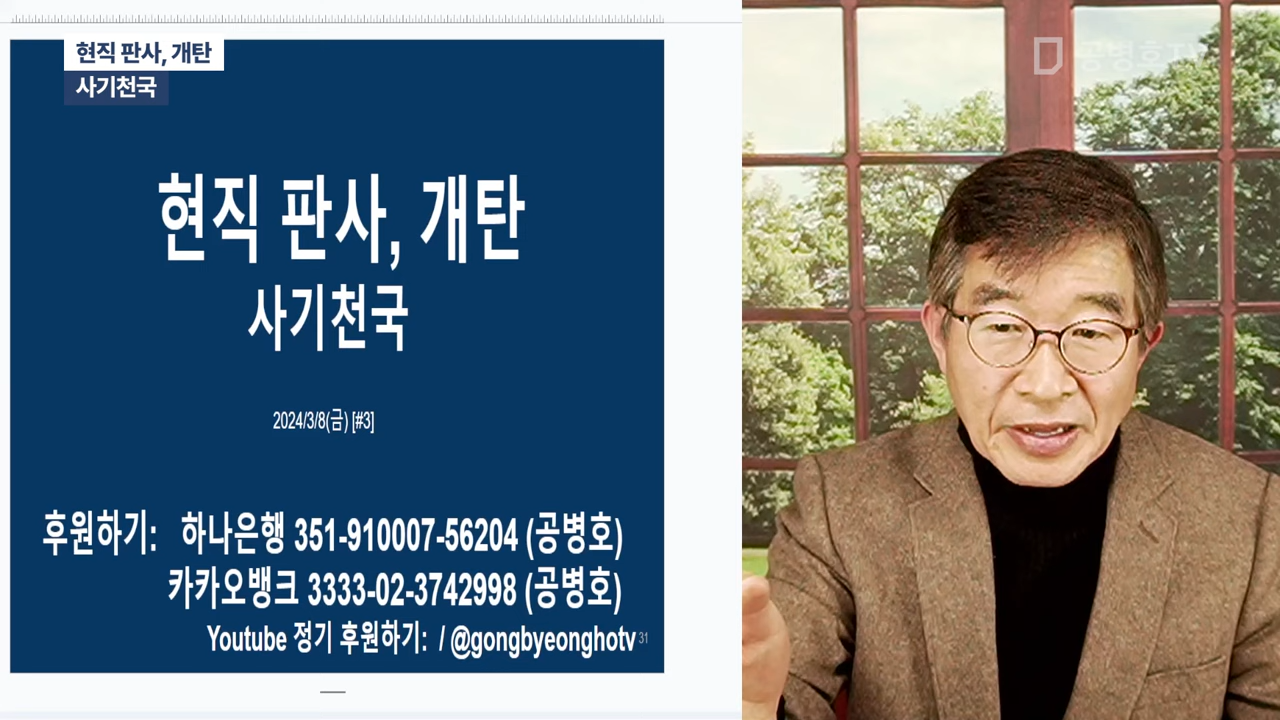 현직 판사, 개탄
사기천국
공병호TV
현직 판사, 개탄
사기천국
2024/3/8(금) [#3]
후원하기: 하나은행 351-910007-56204 (공병호)
카카오뱅크 3333-02-3742998 (공병호)
Youtube 정기 후원하기: / @gongbyeonghotv
31